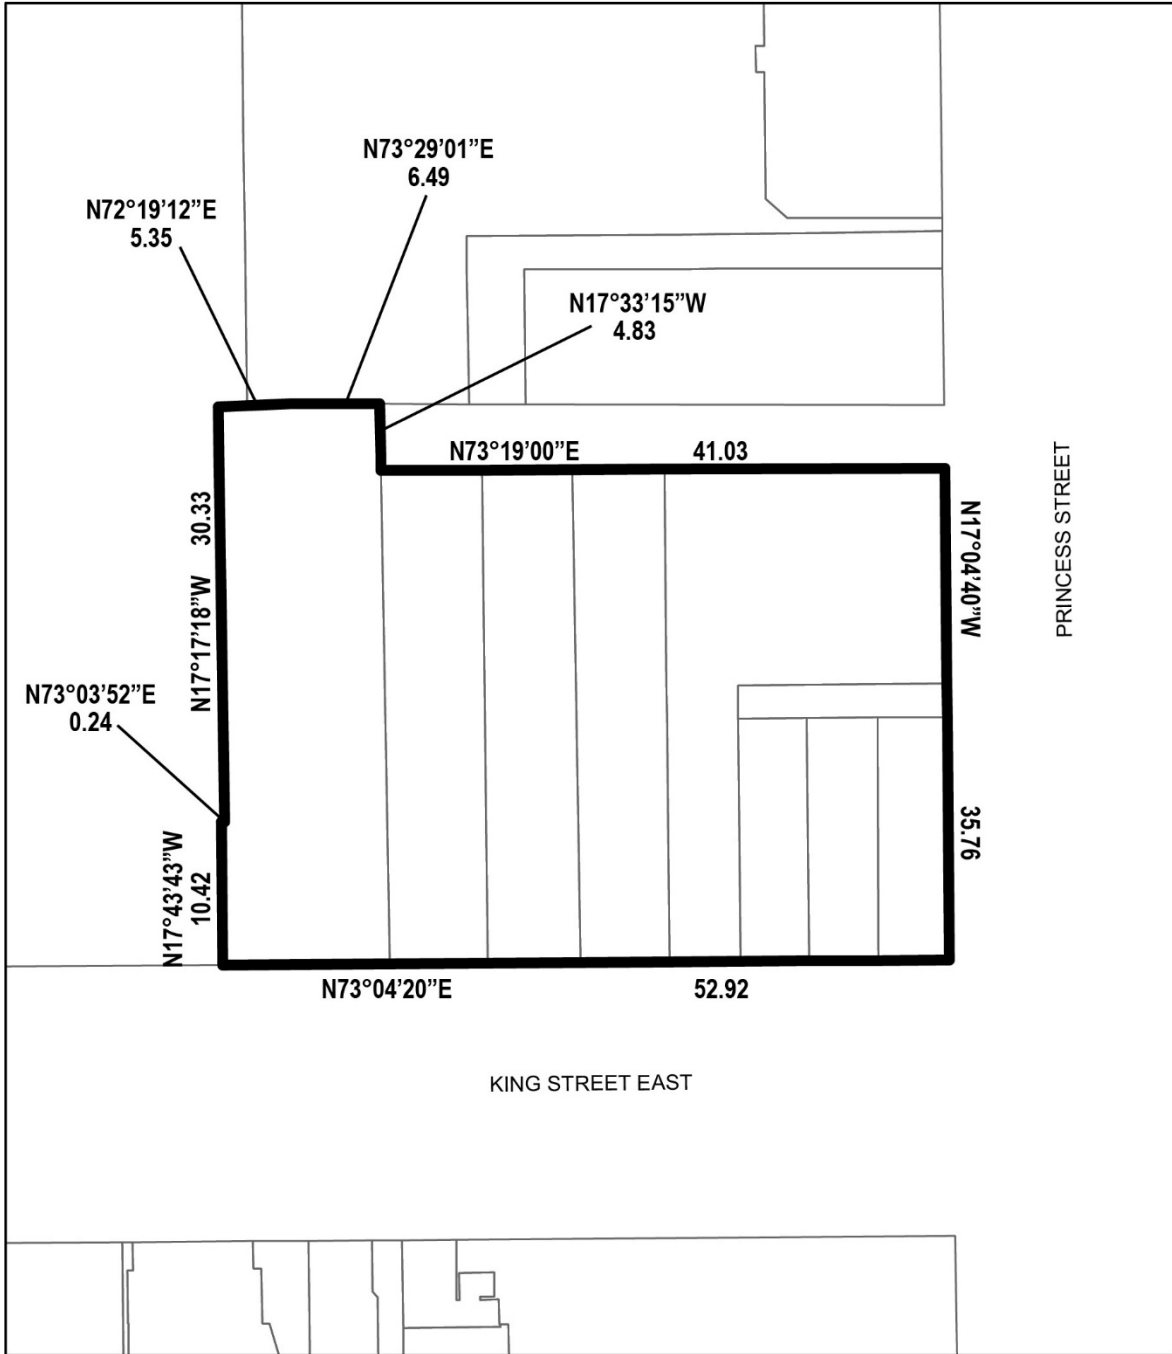 N73°29’01”E
6.49
N72°19’12”E
5.35
N17°33’15”W
4.83
N73°19’00”E 41.03
N17°17’18”W 30.33
N17°04’40”W 35.76
PRINCESS STREET
N73°03’52”E
0.24
N17°43’43”W
10.42
N73°04’20”E 52.92
KING STREET EAST